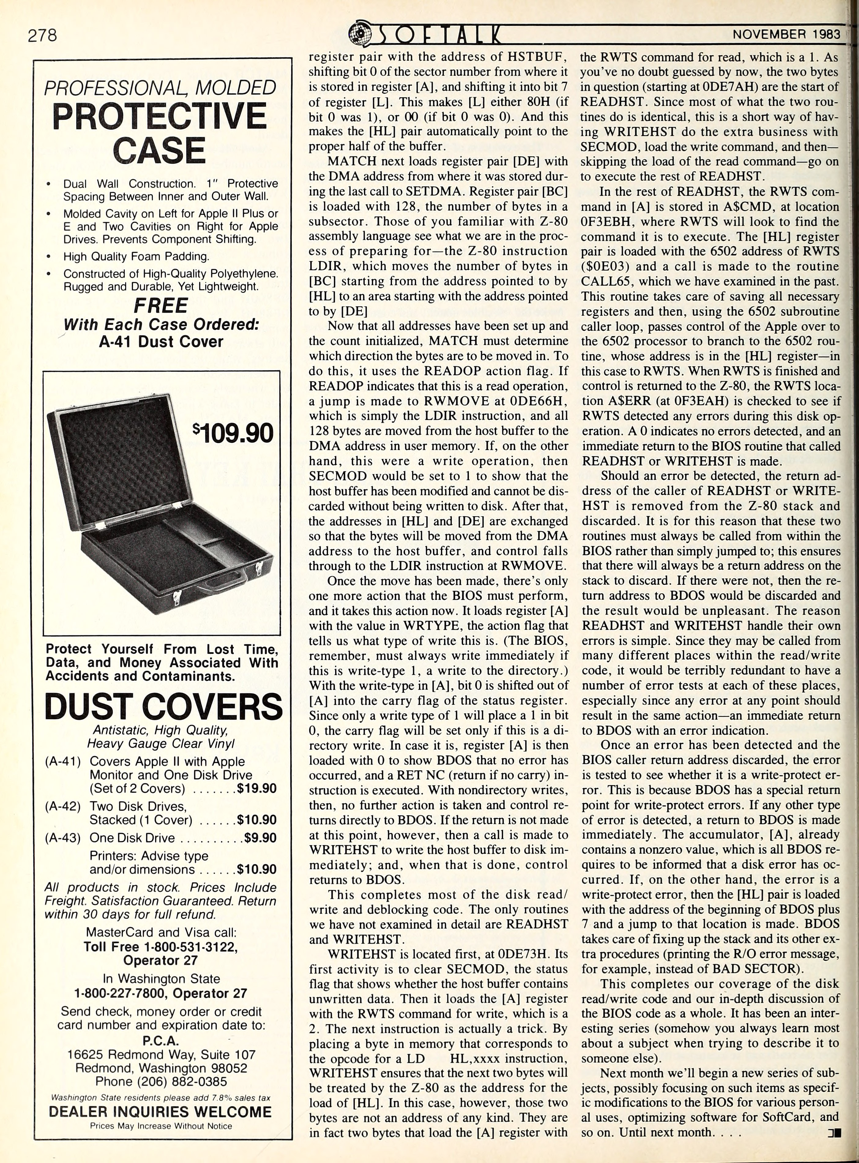 278
SOFTALK
NOVEMBER 1983
PROFESSIONAL, MOLDED
PROTECTIVE
CASE
• Dual Wall Construction. 1" Protective
Spacing Between Inner and Outer Wall.
• Molded Cavity on Left for Apple II Plus or
E and Two Cavities on Right for Apple
Drives. Prevents Component Shifting.
• High Quality Foam Padding.
• Constructed of High-Quality Polyethylene.
Rugged and Durable, Yet Lightweight.
FREE
With Each Case Ordered:
A-41 Dust Cover
$109.90
Protect Yourself From Lost Time,
Data, and Money Associated With
Accidents and Contaminants.
DUST COVERS
Antistatic, High Quality,
Heavy Gauge Clear Vinyl
(A-41) Covers Apple II with Apple
Monitor and One Disk Drive
(Set of 2 Covers) .......$19.90
(A-42) Two Disk Drives,
Stacked (1 Cover) ......$10.90
(A-43) One Disk Drive ..........$9.90
Printers: Advise type
and/or dimensions ......$10.90
All products in stock. Prices Include
Freight. Satisfaction Guaranteed. Return
within 30 days for full refund.
MasterCard and Visa call:
Toll Free 1-800-531-3122,
Operator 27
In Washington State
1-800-227-7800, Operator 27
Send check, money order or credit
card number and expiration date to:
P.C.A.
16625 Redmond Way, Suite 107
Redmond, Washington 98052
Phone (206) 882-0385
Washington State residents please add 7.8% sales tax
DEALER INQUIRIES WELCOME
Prices May Increase Without Notice
register pair with the address of HSTBUF,
shifting bit 0 of the sector number from where it
is stored in register [A], and shifting it into bit 7
of register [L]. This makes [L] either 80H (if
bit 0 was 1), or 00 (if bit 0 was 0). And this
makes the [HL] pair automatically point to the
proper half of the buffer.
MATCH next loads register pair [DE] with
the DMA address from where it was stored dur-
ing the last call to SETDMA. Register pair [BC]
is loaded with 128, the number of bytes in a
subsector. Those of you familiar with Z-80
assembly language see what we are in the proc-
ess of preparing for—the Z-80 instruction
LDIR, which moves the number of bytes in
[BC] starting from the address pointed to by
[HL] to an area starting with the address pointed
to by [DE]
Now that all addresses have been set up and
the count initialized, MATCH must determine
which direction the bytes are to be moved in. To
do this, it uses the READOP action flag. If
READOP indicates that this is a read operation,
a jump is made to RWMOVE at 0DE66H,
which is simply the LDIR instruction, and all
128 bytes are moved from the host buffer to the
DMA address in user memory. If, on the other
hand, this were a write operation, then
SECMOD would be set to 1 to show that the
host buffer has been modified and cannot be dis-
carded without being written to disk. After that,
the addresses in [HL] and [DE] are exchanged
so that the bytes will be moved from the DMA
address to the host buffer, and control falls
through to the LDIR instruction at RWMOVE.
Once the move has been made, there's only
one more action that the BIOS must perform,
and it takes this action now. It loads register [A]
with the value in WRTYPE, the action flag that
tells us what type of write this is. (The BIOS,
remember, must always write immediately if
this is write-type 1, a write to the directory.)
With the write-type in [A], bit 0 is shifted out of
[A] into the carry flag of the status register.
Since only a write type of 1 will place a 1 in bit
0, the carry flag will be set only if this is a di-
rectory write. In case it is, register [A] is then
loaded with 0 to show BDOS that no error has
occurred, and a RET NC (return if no carry) in-
struction is executed. With nondirectory writes,
then, no further action is taken and control re-
turns directly to BDOS. If the return is not made
at this point, however, then a call is made to
WRITEHST to write the host buffer to disk im-
mediately; and, when that is done, control
returns to BDOS.
This completes most of the disk read/
write and deblocking code. The only routines
we have not examined in detail are READHST
and WRITEHST.
WRITEHST is located first, at 0DE73H. Its
first activity is to clear SECMOD, the status
flag that shows whether the host buffer contains
unwritten data. Then it loads the [A] register
with the RWTS command for write, which is a
2. The next instruction is actually a trick. By
placing a byte in memory that corresponds to
the opcode for a LD HL,xxxx instruction,
WRITEHST ensures that the next two bytes will
be treated by the Z-80 as the address for the
load of [HL]. In this case, however, those two
bytes are not an address of any kind. They are
in fact two bytes that load the [A] register with
the RWTS command for read, which is a 1. As
you've no doubt guessed by now, the two bytes
in question (starting at 0DE7AH) are the start of
READHST. Since most of what the two rou-
tines do is identical, this is a short way of hav-
ing WRITEHST do the extra business with
SECMOD, load the write command, and then—
skipping the load of the read command—go on
to execute the rest of READHST.
In the rest of READHST, the RWTS com-
mand in [A] is stored in A$CMD, at location
0F3EBH, where RWTS will look to find the
command it is to execute. The [HL] register
pair is loaded with the 6502 address of RWTS
($0E03) and a call is made to the routine
CALL65, which we have examined in the past.
This routine takes care of saving all necessary
registers and then, using the 6502 subroutine
caller loop, passes control of the Apple over to
the 6502 processor to branch to the 6502 rou-
tine, whose address is in the [HL] register—in
this case to RWTS. When RWTS is finished and
control is returned to the Z-80, the RWTS loca-
tion A$ERR (at 0F3EAH) is checked to see if
RWTS detected any errors during this disk op-
eration. A 0 indicates no errors detected, and an
immediate return to the BIOS routine that called
READHST or WRITEHST is made.
Should an error be detected, the return ad-
dress of the caller of READHST or WRITE-
HST is removed from the Z-80 stack and
discarded. It is for this reason that these two
routines must always be called from within the
BIOS rather than simply jumped to; this ensures
that there will always be a return address on the
stack to discard. If there were not, then the re-
turn address to BDOS would be discarded and
the result would be unpleasant. The reason
READHST and WRITEHST handle their own
errors is simple. Since they may be called from
many different places within the read/write
code, it would be terribly redundant to have a
number of error tests at each of these places,
especially since any error at any point should
result in the same action—an immediate return
to BDOS with an error indication.
Once an error has been detected and the
BIOS caller return address discarded, the error
is tested to see whether it is a write-protect er-
ror. This is because BDOS has a special return
point for write-protect errors. If any other type
of error is detected, a return to BDOS is made
immediately. The accumulator, [A], already
contains a nonzero value, which is all BDOS re-
quires to be informed that a disk error has oc-
curred. If, on the other hand, the error is a
write-protect error, then the [HL] pair is loaded
with the address of the beginning of BDOS plus
7 and a jump to that location is made. BDOS
takes care of fixing up the stack and its other ex-
tra procedures (printing the R/O error message,
for example, instead of BAD SECTOR).
This completes our coverage of the disk
read/write code and our in-depth discussion of
the BIOS code as a whole. It has been an inter-
esting series (somehow you always learn most
about a subject when trying to describe it to
someone else).
Next month we'll begin a new series of sub-
jects, possibly focusing on such items as specif-
ic modifications to the BIOS for various person-
al uses, optimizing software for SoftCard, and
so on. Until next month. . . .